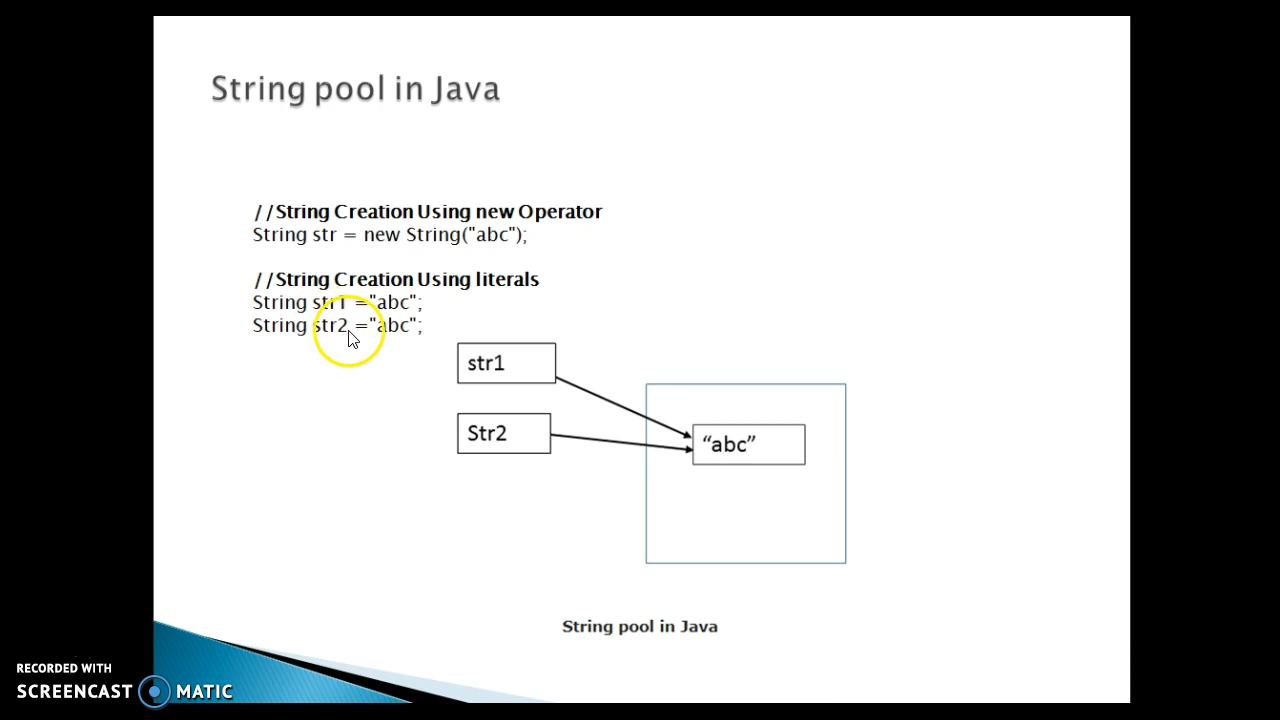 String pool in Java
//String Creation Using new Operator
String str = new String("abc");
//String Creation Using literals
String str1 ="abc";
String str2 ="abc";
str1
Str2
“abc”
String pool in Java
RECORDED WITH
SCREENCAST MATIC